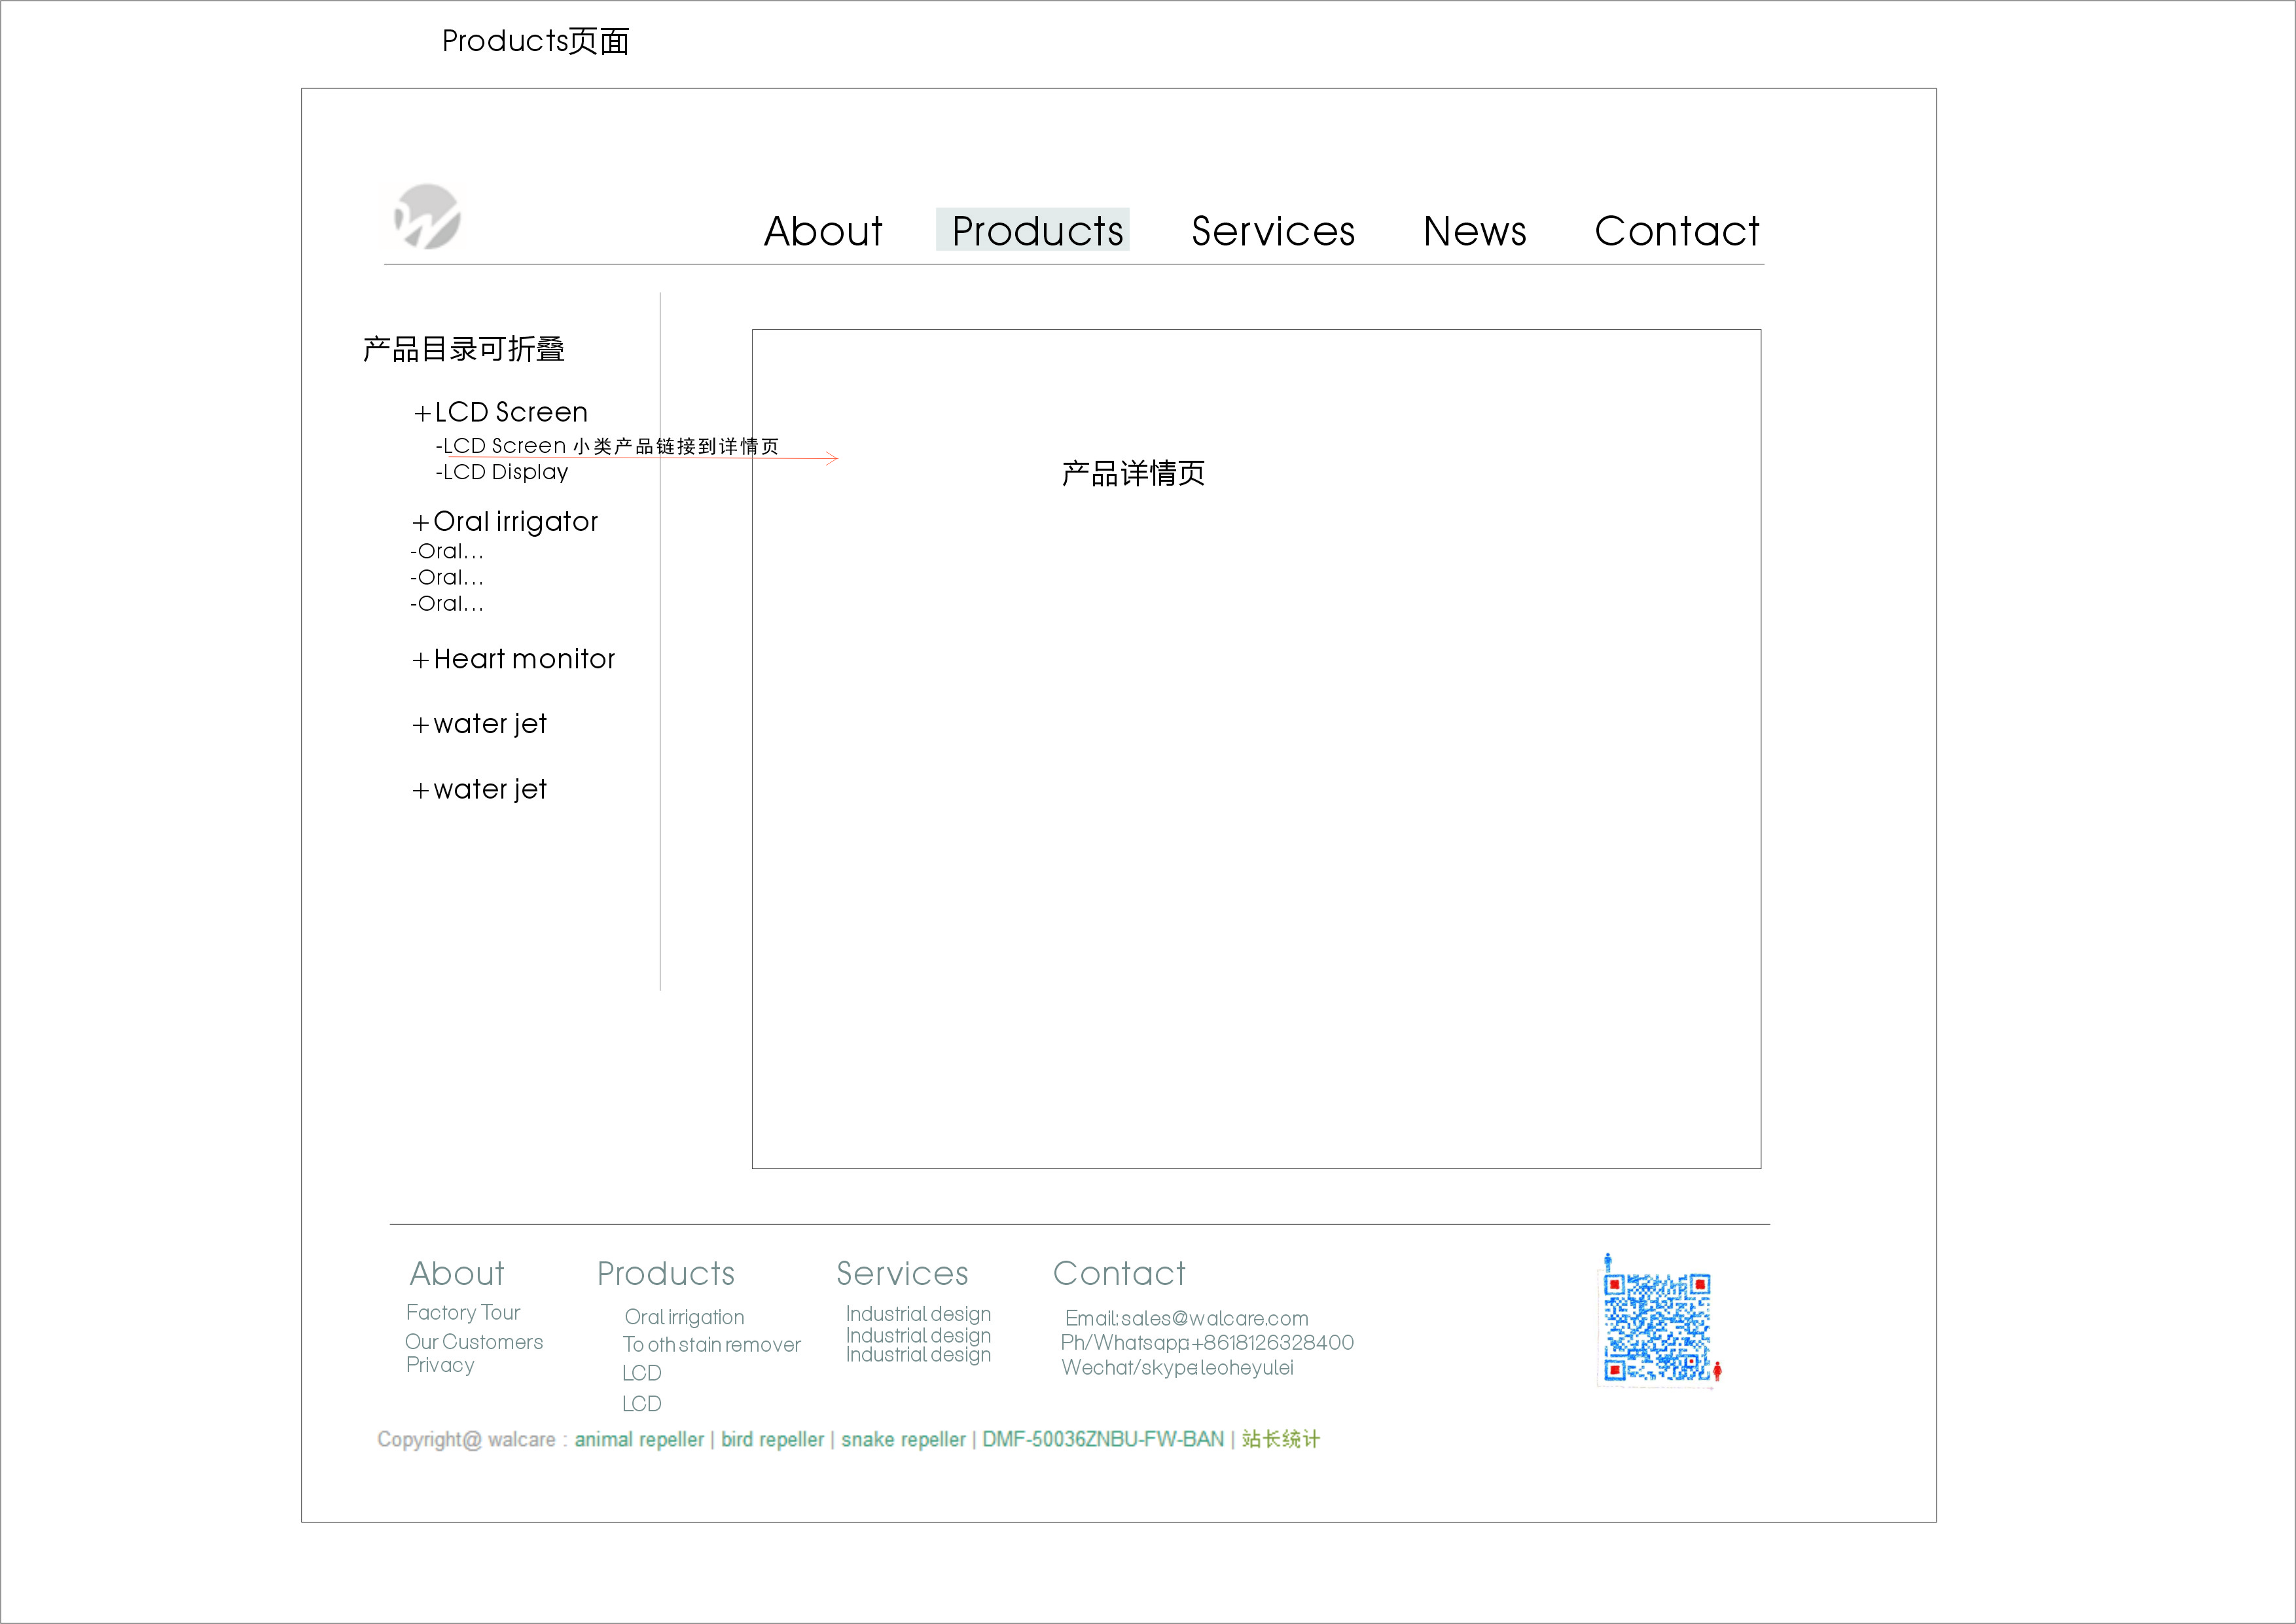 Products页面
About Products Services News Contact
产品目录可折叠
+LCD Screen
-LCD Screen 小类产品链接到详情页
-LCD Display
产品详情页
+Oral irrigator
-Oral...
-Oral...
-Oral...
+Heart monitor
+water jet
+water jet
About
Factory Tour
Our Customers
Privacy
Products
Oral irrigation
Tooth stain remover
LCD
LCD
Services
Industrial design
Industrial design
Industrial design
Contact
Email:sales@walcare.com
Ph/Whatsapp:+8618126328400
Wechat/skype:leoheyulei
Copyright@ walcare : animal repeller | bird repeller | snake repeller | DMF-50036ZNBU-FW-BAN | 站长统计